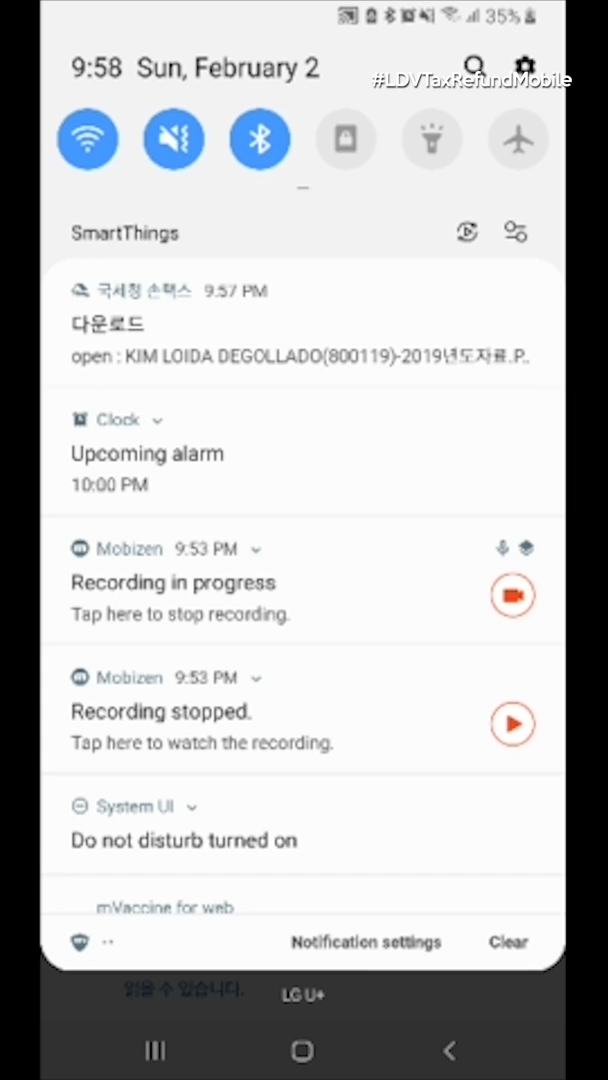 35%
9:58 Sun, February 2
#LDVTaxRefundMobile
SmartThings
국세청 손택스 9:57 PM
다운로드
open : KIM LOIDA DEGOLLADO(800119)-2019년도자료.P..
Clock
Upcoming alarm
10:00 PM
Mobizen 9:53 PM
Recording in progress
Tap here to stop recording.
Mobizen 9:53 PM
Recording stopped.
Tap here to watch the recording.
System UI
Do not disturb turned on
mVaccine for web
Notification settings Clear
읽을 수 있습니다.
LG U+